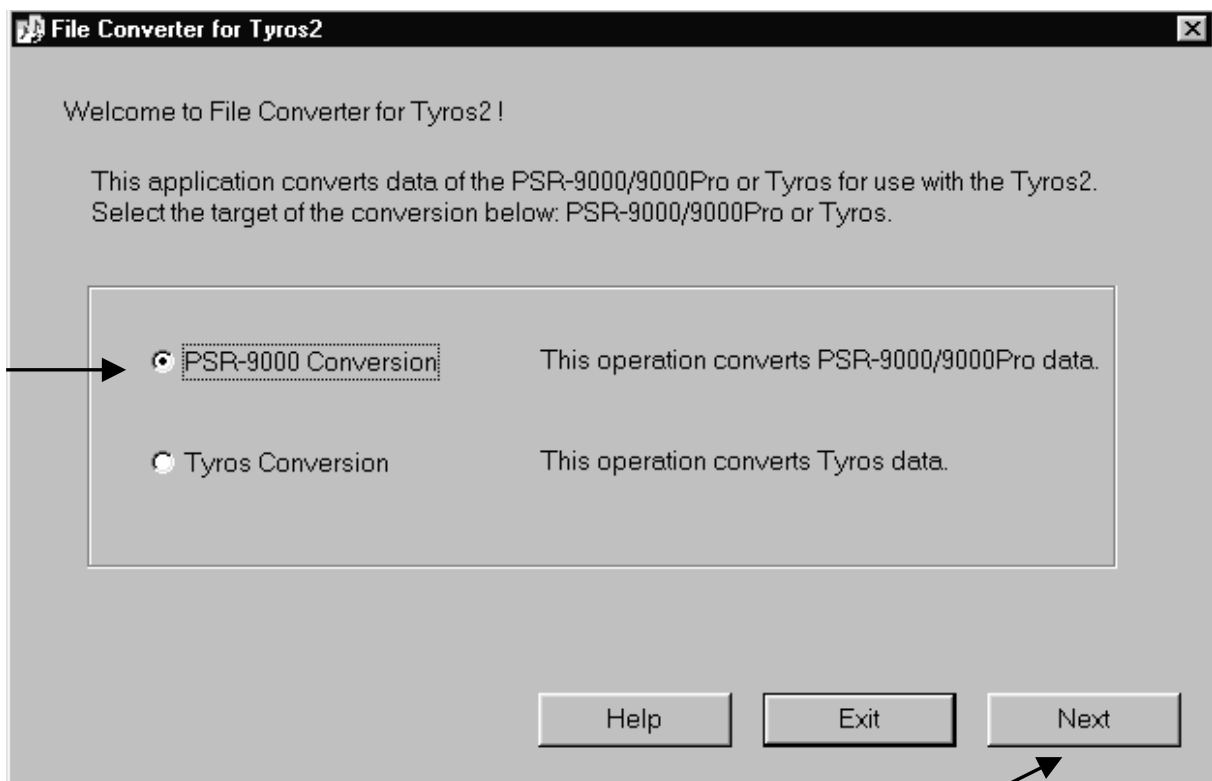 File Converter for Tyros2
Welcome to File Converter for Tyros2 !
This application converts data of the PSR-9000/9000Pro or Tyros for use with the Tyros2.
Select the target of the conversion below: PSR-9000/9000Pro or Tyros.
PSR-9000 Conversion This operation converts PSR-9000/9000Pro data.
Tyros Conversion This operation converts Tyros data.
Help Exit Next